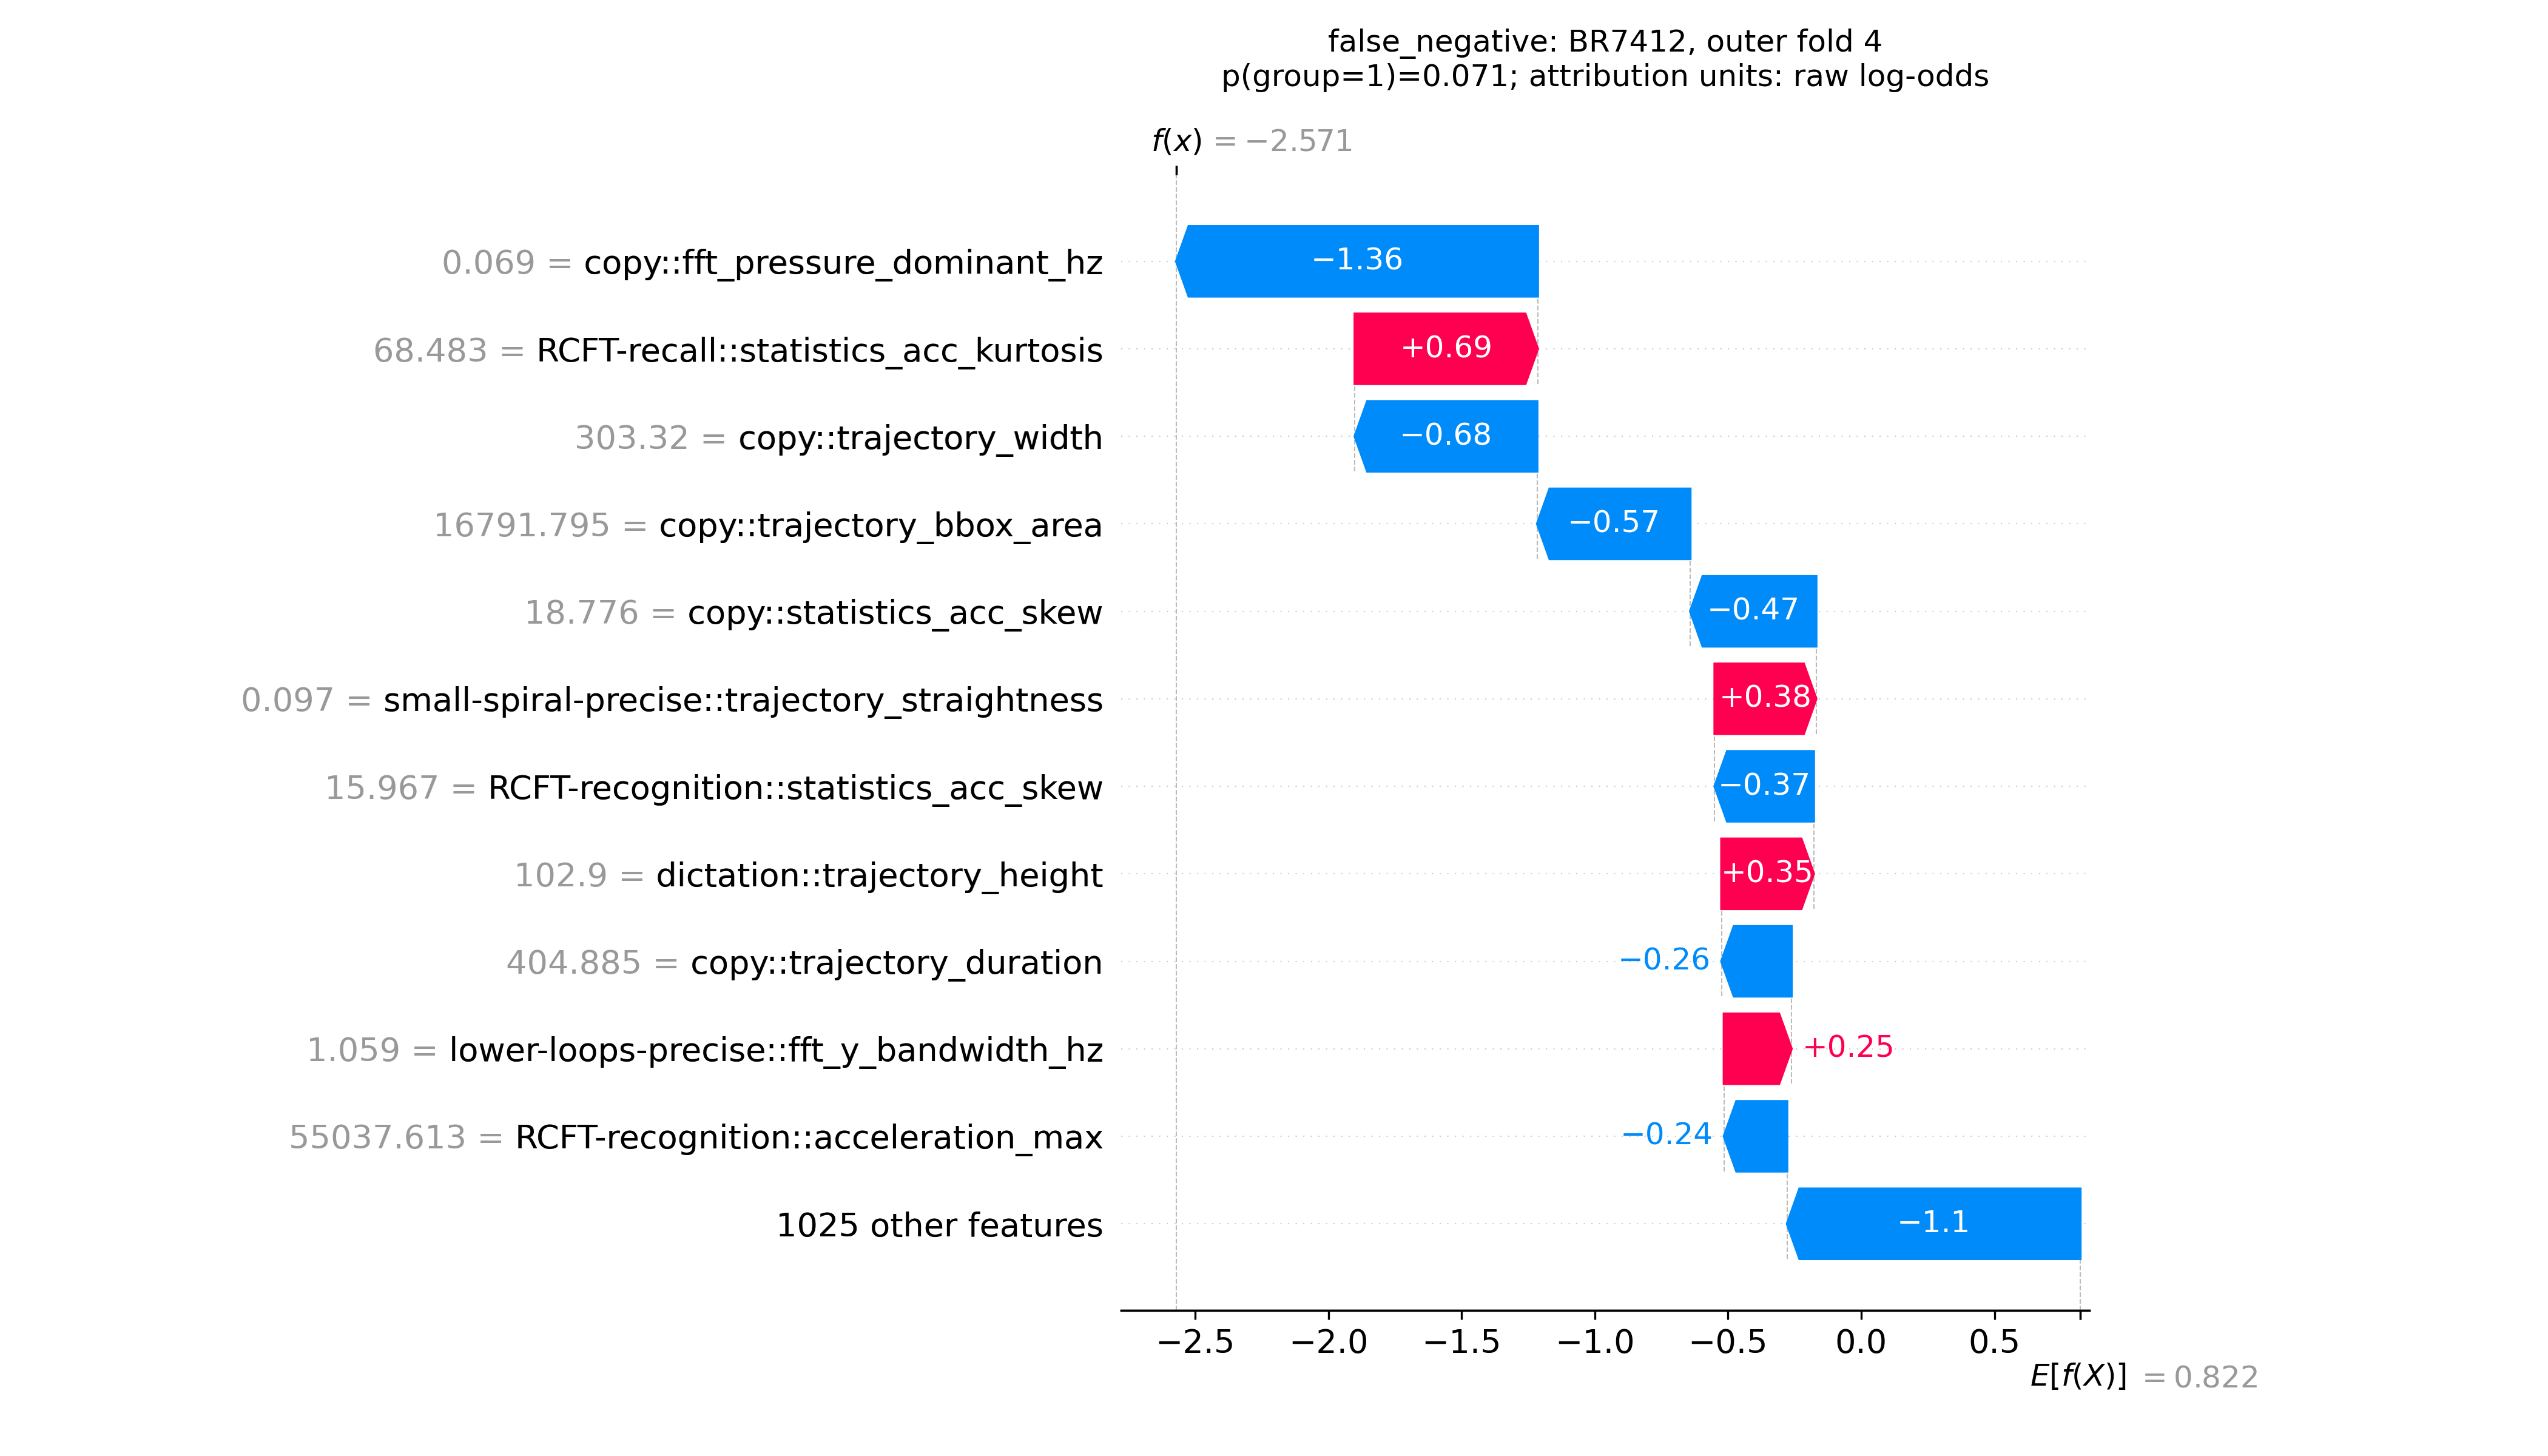 false_negative: BR7412, outer fold 4
p(group=1)=0.071; attribution units: raw log-odds
f(x) = −2.571
0.069 = copy::fft_pressure_dominant_hz −1.36
68.483 = RCFT-recall::statistics_acc_kurtosis +0.69
303.32 = copy::trajectory_width −0.68
16791.795 = copy::trajectory_bbox_area −0.57
18.776 = copy::statistics_acc_skew −0.47
0.097 = small-spiral-precise::trajectory_straightness +0.38
15.967 = RCFT-recognition::statistics_acc_skew −0.37
102.9 = dictation::trajectory_height +0.35
404.885 = copy::trajectory_duration −0.26
1.059 = lower-loops-precise::fft_y_bandwidth_hz +0.25
55037.613 = RCFT-recognition::acceleration_max −0.24
1025 other features −1.1
−2.5 −2.0 −1.5 −1.0 −0.5 0.0 0.5
E[f(X)] = 0.822